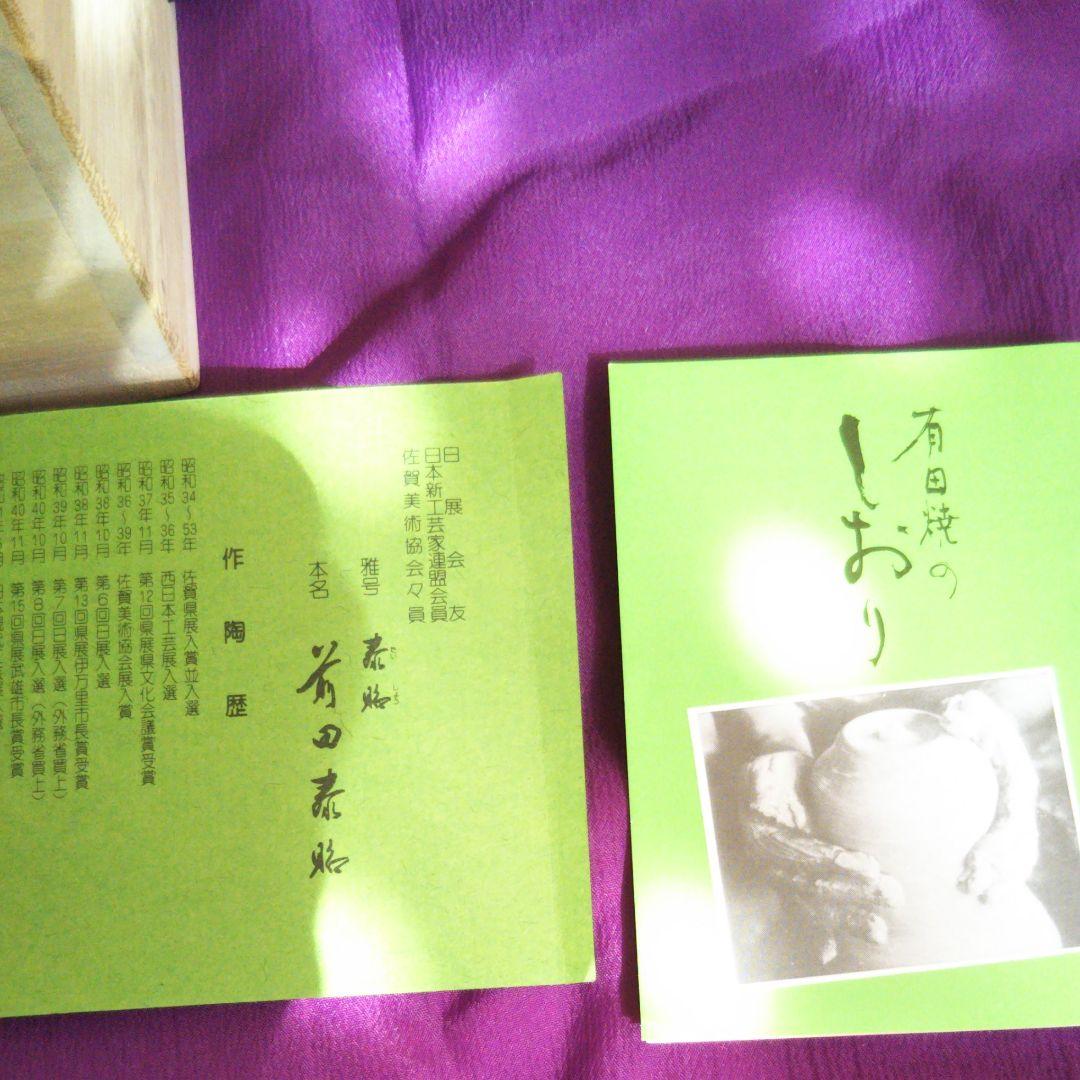 有田焼の
しおり
日展会友
日本新工芸家連盟会員
佐賀美術協会々員
雅号 泰昭
たいしょう
本名 前田泰昭
作陶歴
昭和34～53年 佐賀県展入賞並入選
昭和35～36年 西日本工芸展入選
昭和37年11月 第12回県展県文化会議賞受賞
昭和36～39年 佐賀美術協会展入賞
昭和38年10月 第6回日展入選
昭和38年11月 第13回県展伊万里市長賞受賞
昭和39年10月 第7回日展入選（外務省買上）
昭和40年10月 第8回日展入選（外務省買上）
昭和40年11月 第15回県展武雄市長賞受賞